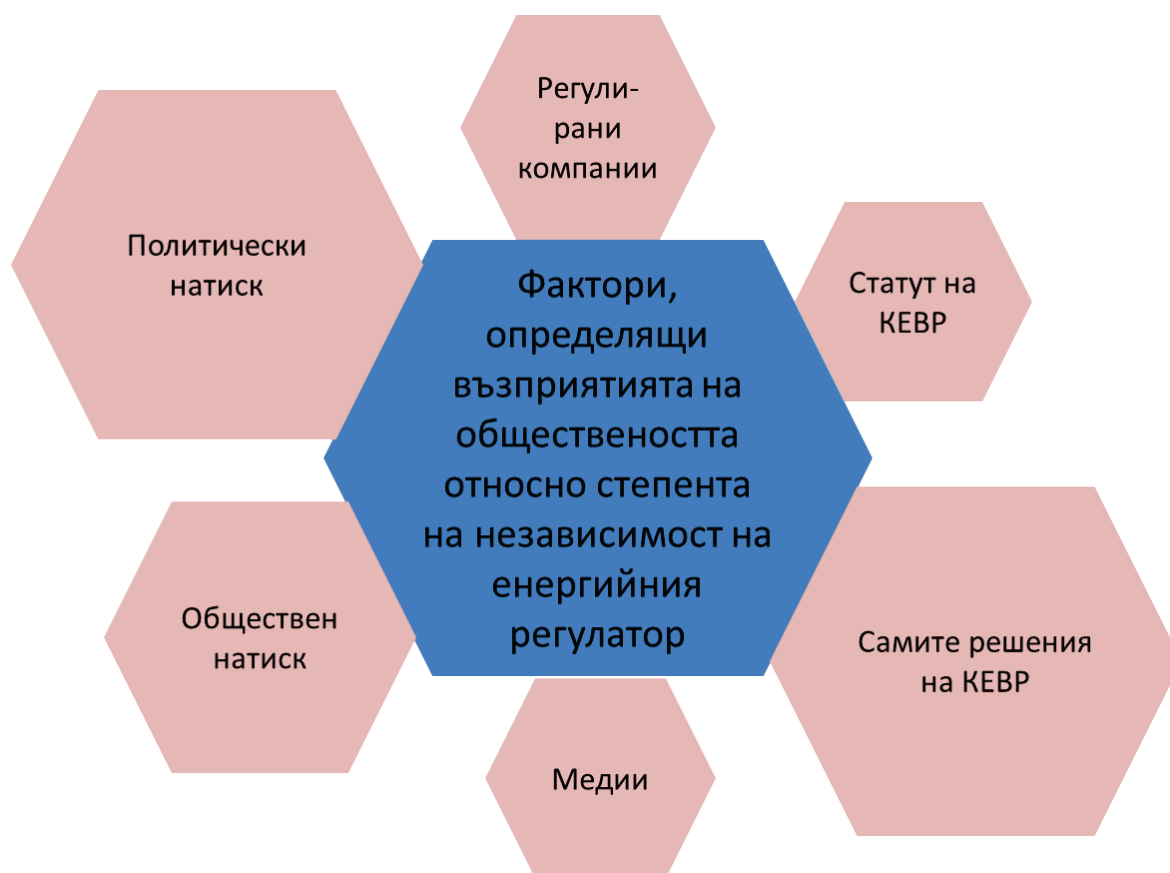 Регули-
рани
компании
Политически
натиск
Статут на
КЕВР
Фактори,
определящи
възприятията на
обществеността
относно степента
на независимост на
енергийния
регулатор
Обществен
натиск
Самите решения
на КЕВР
Медии